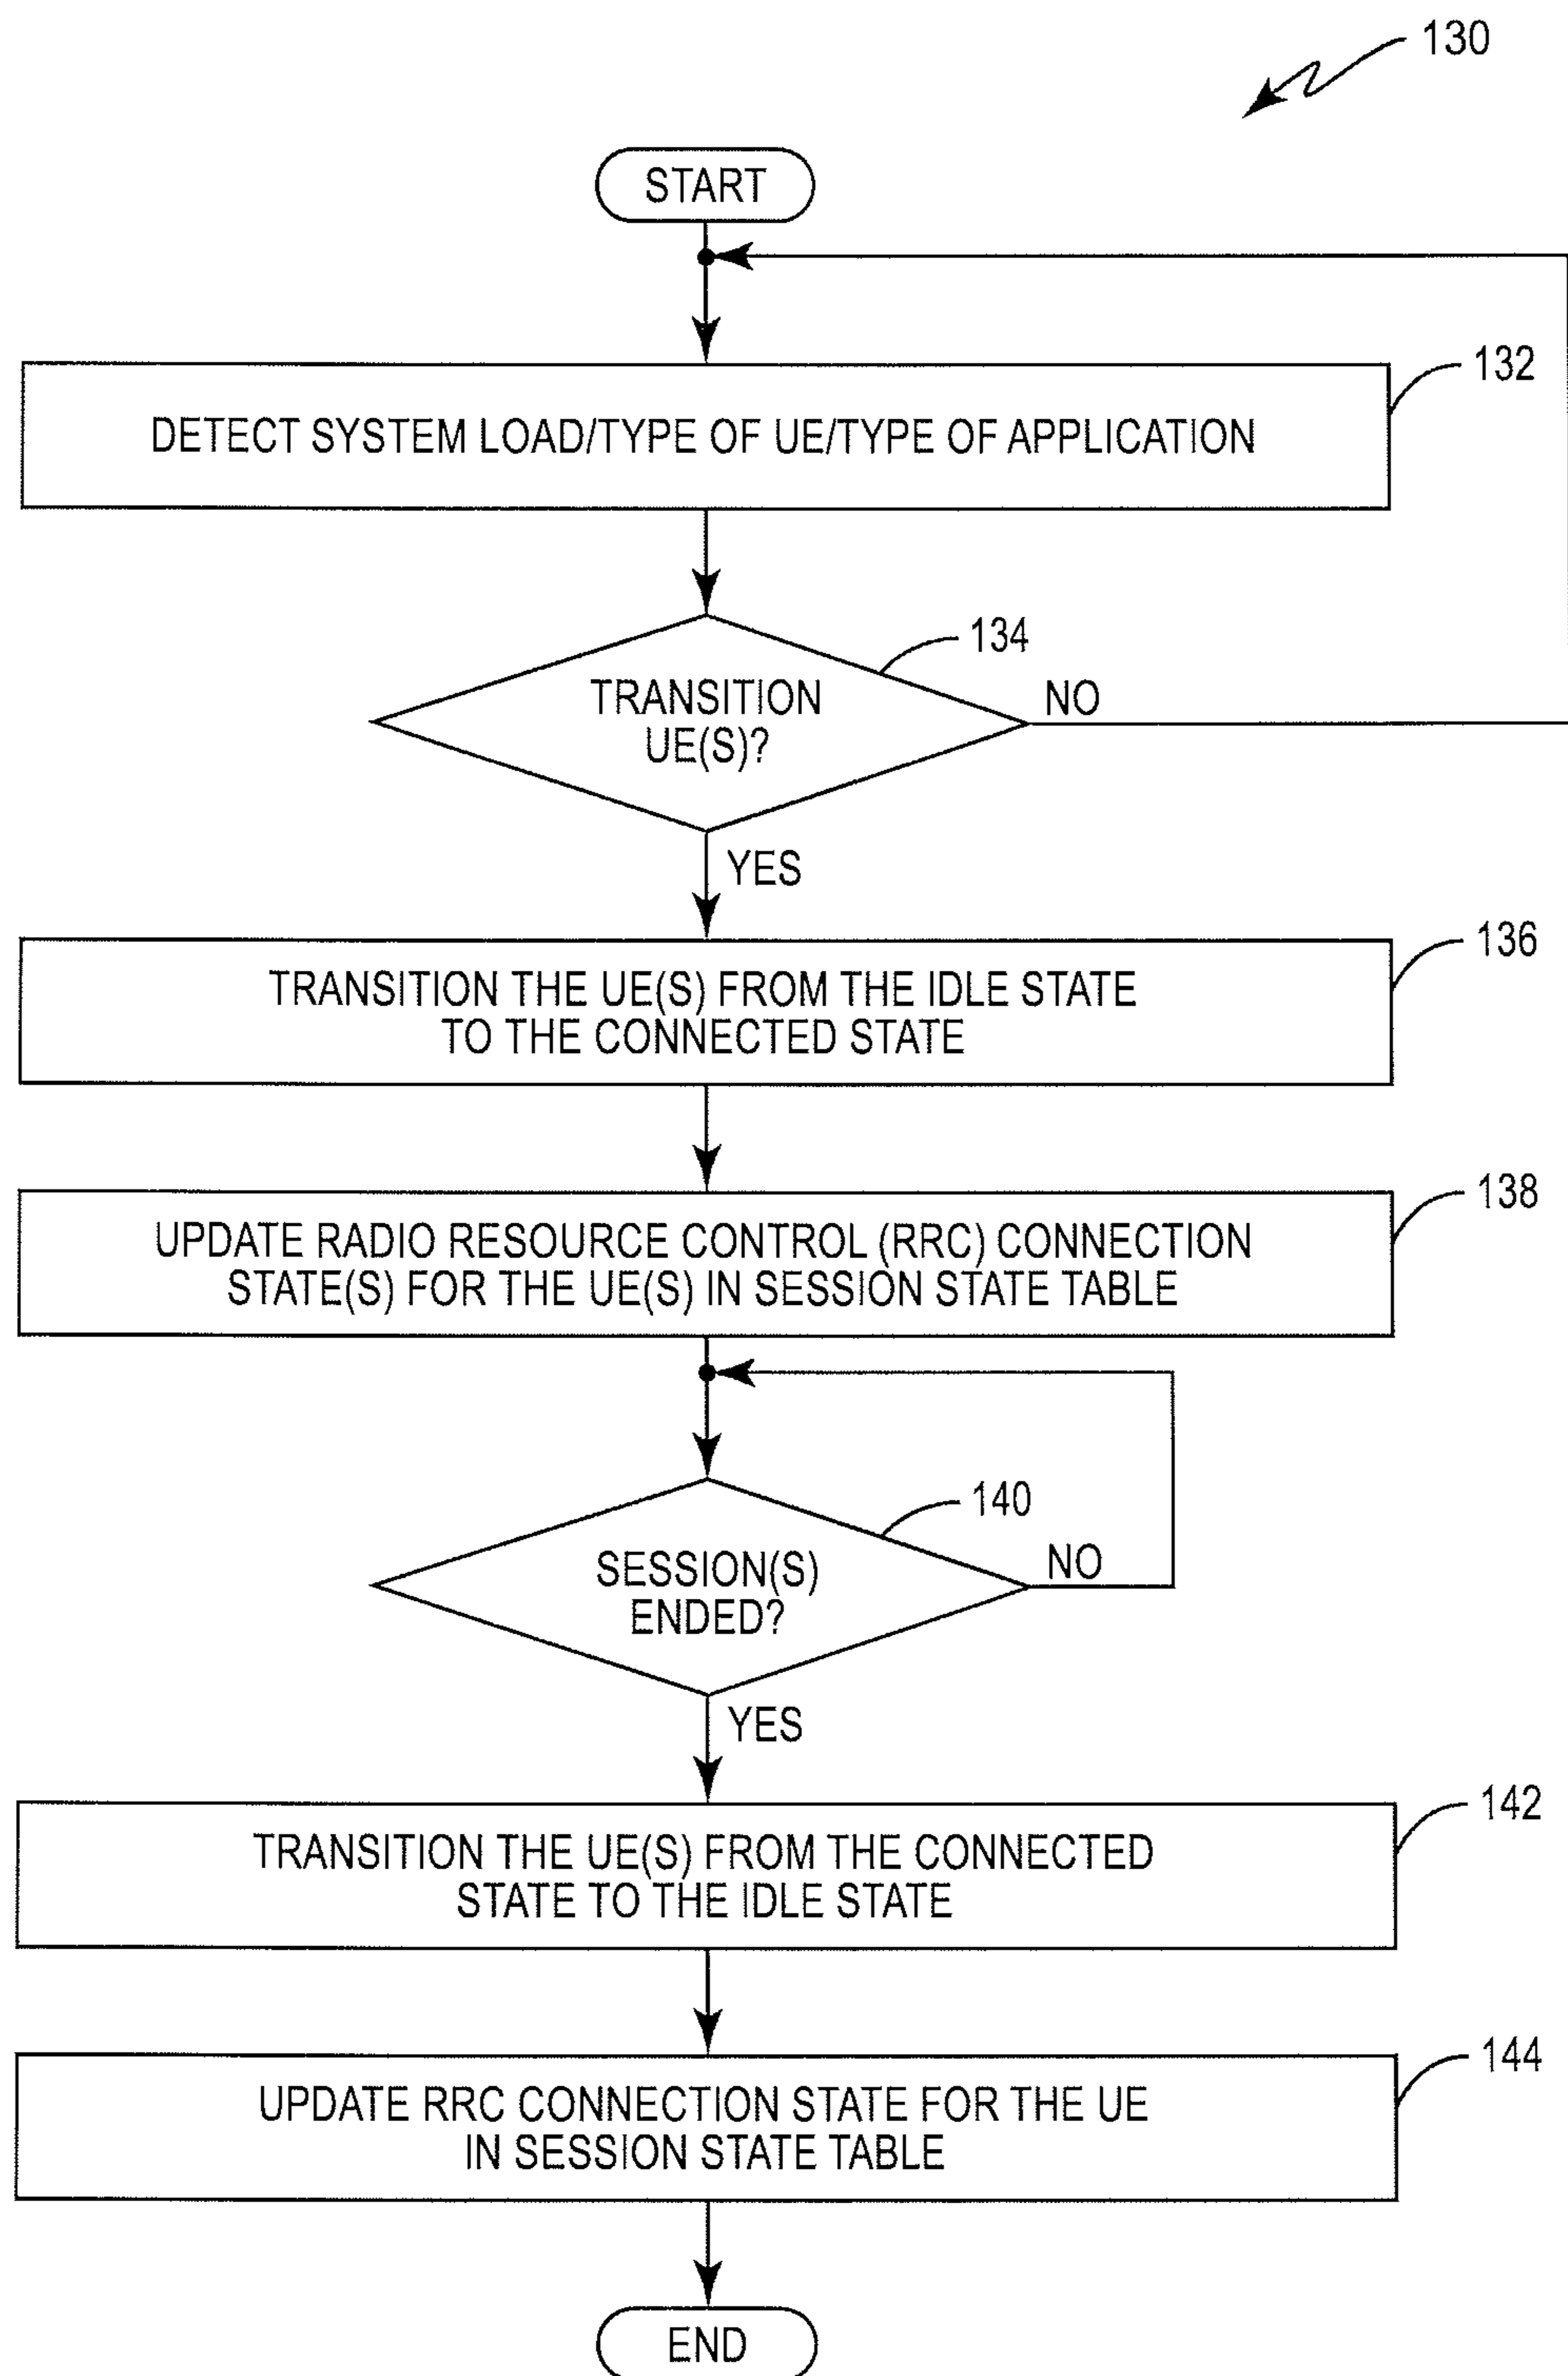 130
START
132
DETECT SYSTEM LOAD/TYPE OF UE/TYPE OF APPLICATION
134
TRANSITION
UE(S)?
NO
YES
136
TRANSITION THE UE(S) FROM THE IDLE STATE
TO THE CONNECTED STATE
138
UPDATE RADIO RESOURCE CONTROL (RRC) CONNECTION
STATE(S) FOR THE UE(S) IN SESSION STATE TABLE
140
SESSION(S)
ENDED?
NO
YES
142
TRANSITION THE UE(S) FROM THE CONNECTED
STATE TO THE IDLE STATE
144
UPDATE RRC CONNECTION STATE FOR THE UE
IN SESSION STATE TABLE
END